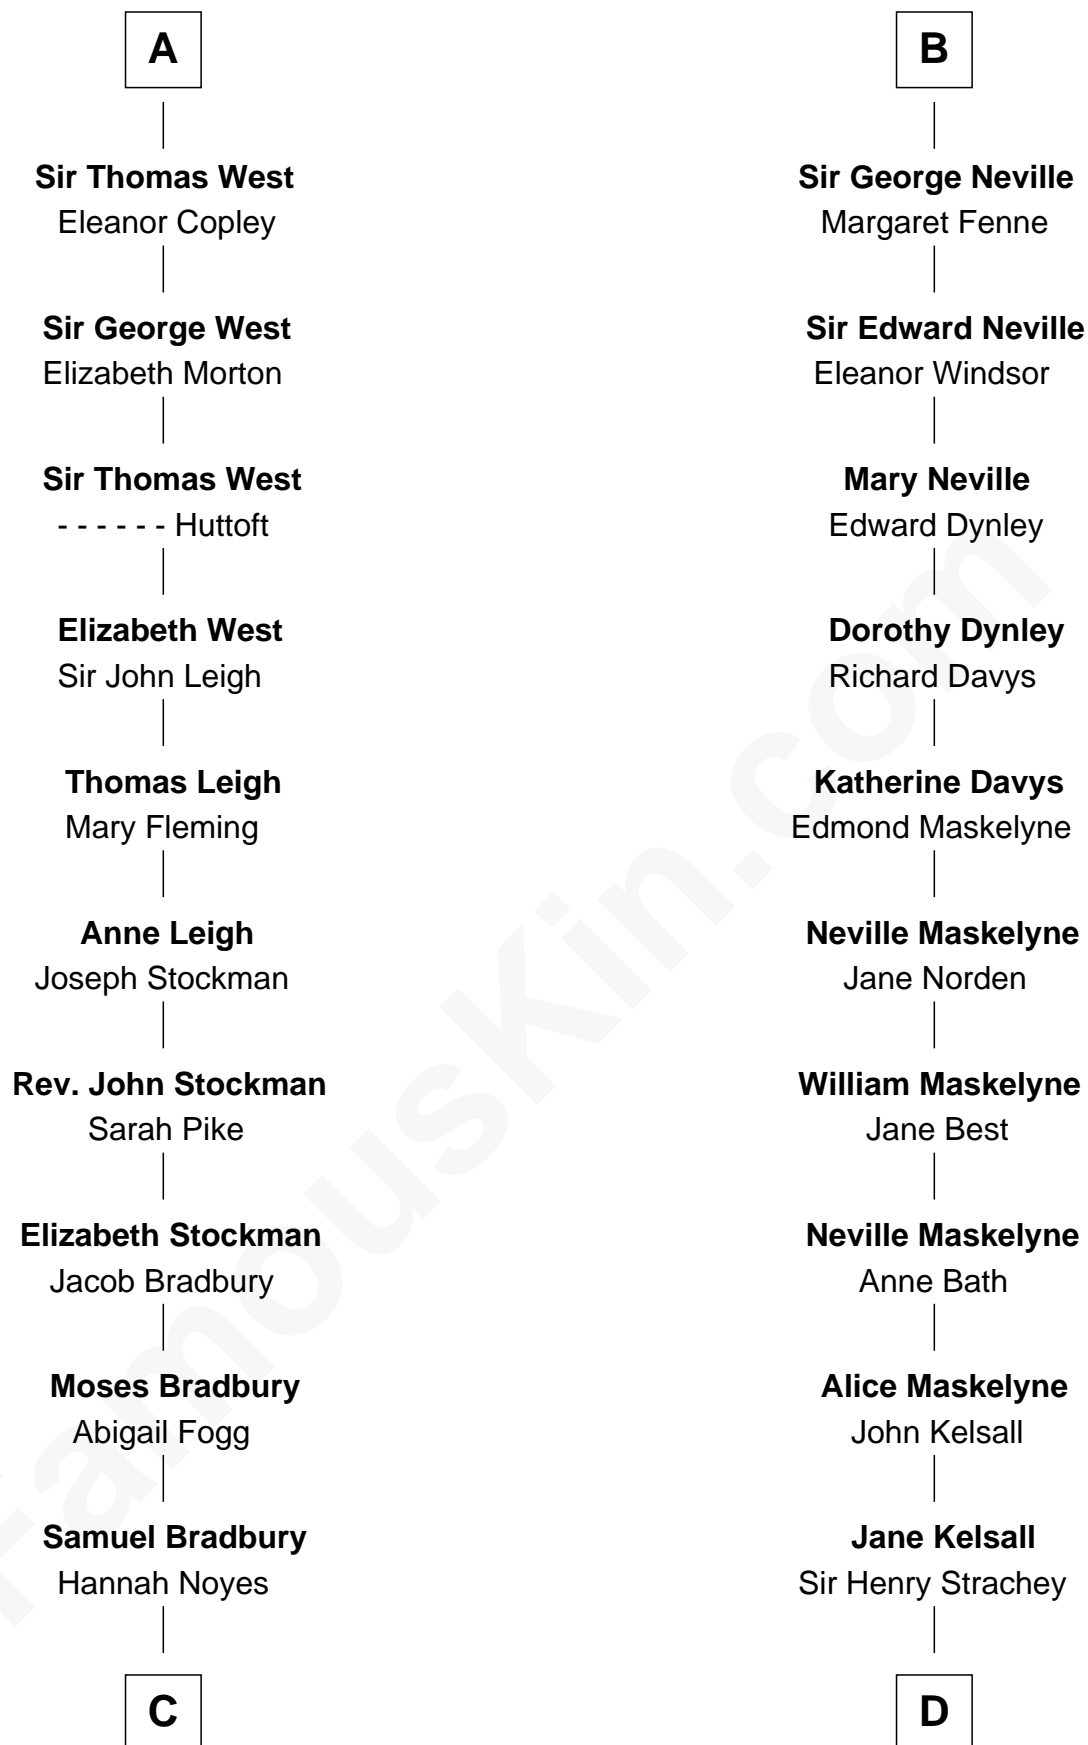 A
Sir Thomas West
Eleanor Copley
Sir George West
Elizabeth Morton
Sir Thomas West
- - - - - - Huttoft
Elizabeth West
Sir John Leigh
Thomas Leigh
Mary Fleming
Anne Leigh
Joseph Stockman
Rev. John Stockman
Sarah Pike
Elizabeth Stockman
Jacob Bradbury
Moses Bradbury
Abigail Fogg
Samuel Bradbury
Hannah Noyes
C
B
Sir George Neville
Margaret Fenne
Sir Edward Neville
Eleanor Windsor
Mary Neville
Edward Dynley
Dorothy Dynley
Richard Davys
Katherine Davys
Edmond Maskelyne
Neville Maskelyne
Jane Norden
William Maskelyne
Jane Best
Neville Maskelyne
Anne Bath
Alice Maskelyne
John Kelsall
Jane Kelsall
Sir Henry Strachey
D
FamousKin.com